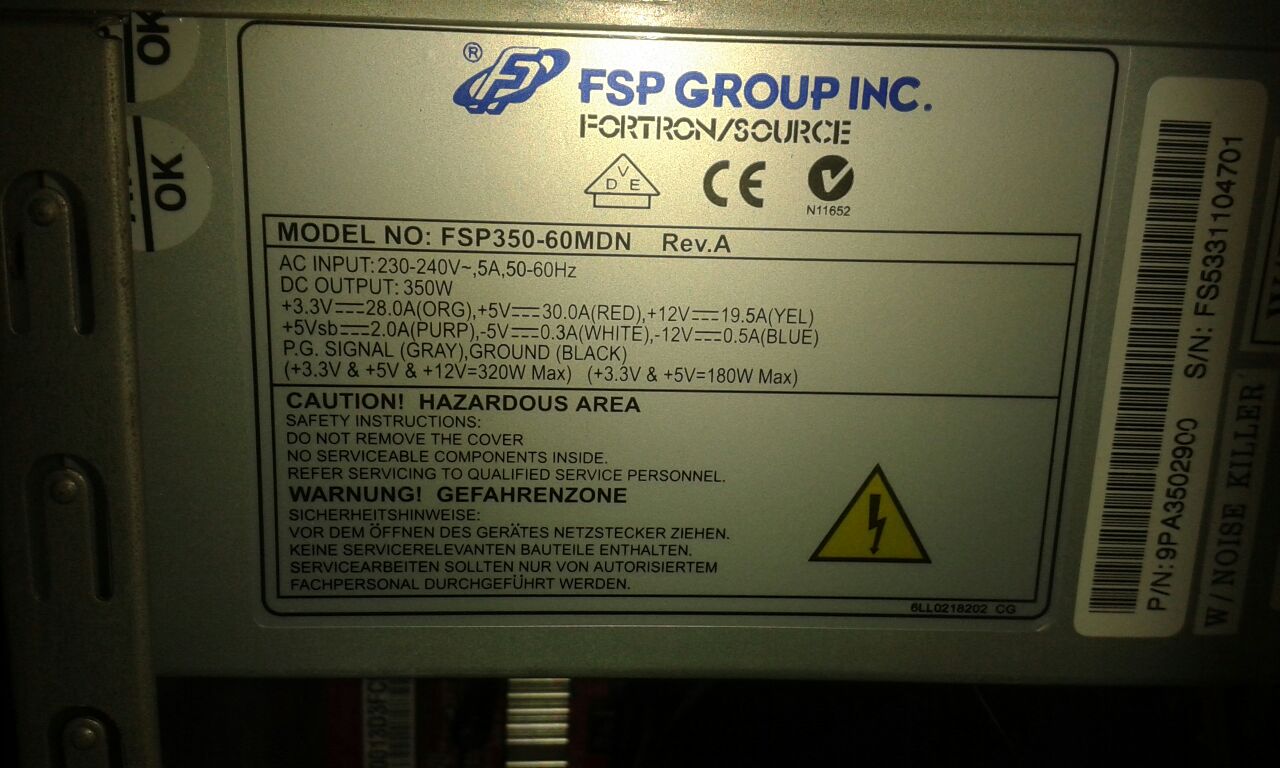 OK
OK
®
FSP GROUP INC.
FORTRON/SOURCE
V
D E
CE
N11652
MODEL NO: FSP350-60MDN Rev.A
AC INPUT: 230-240V~,5A,50-60Hz
DC OUTPUT: 350W
+3.3V⎓28.0A(ORG),+5V⎓30.0A(RED),+12V⎓19.5A(YEL)
+5Vsb⎓2.0A(PURP),-5V⎓0.3A(WHITE),-12V⎓0.5A(BLUE)
P.G. SIGNAL (GRAY),GROUND (BLACK)
(+3.3V & +5V & +12V=320W Max) (+3.3V & +5V=180W Max)
CAUTION! HAZARDOUS AREA
SAFETY INSTRUCTIONS:
DO NOT REMOVE THE COVER
NO SERVICEABLE COMPONENTS INSIDE.
REFER SERVICING TO QUALIFIED SERVICE PERSONNEL.
WARNUNG! GEFAHRENZONE
SICHERHEITSHINWEISE:
VOR DEM ÖFFNEN DES GERÄTES NETZSTECKER ZIEHEN.
KEINE SERVICERELEVANTEN BAUTEILE ENTHALTEN.
SERVICEARBEITEN SOLLTEN NUR VON AUTORISIERTEM
FACHPERSONAL DURCHGEFÜHRT WERDEN.
6LL0218202 CG
P/N: 9PA3502900 S/N: FS5331104701
W/NOISE KILLER